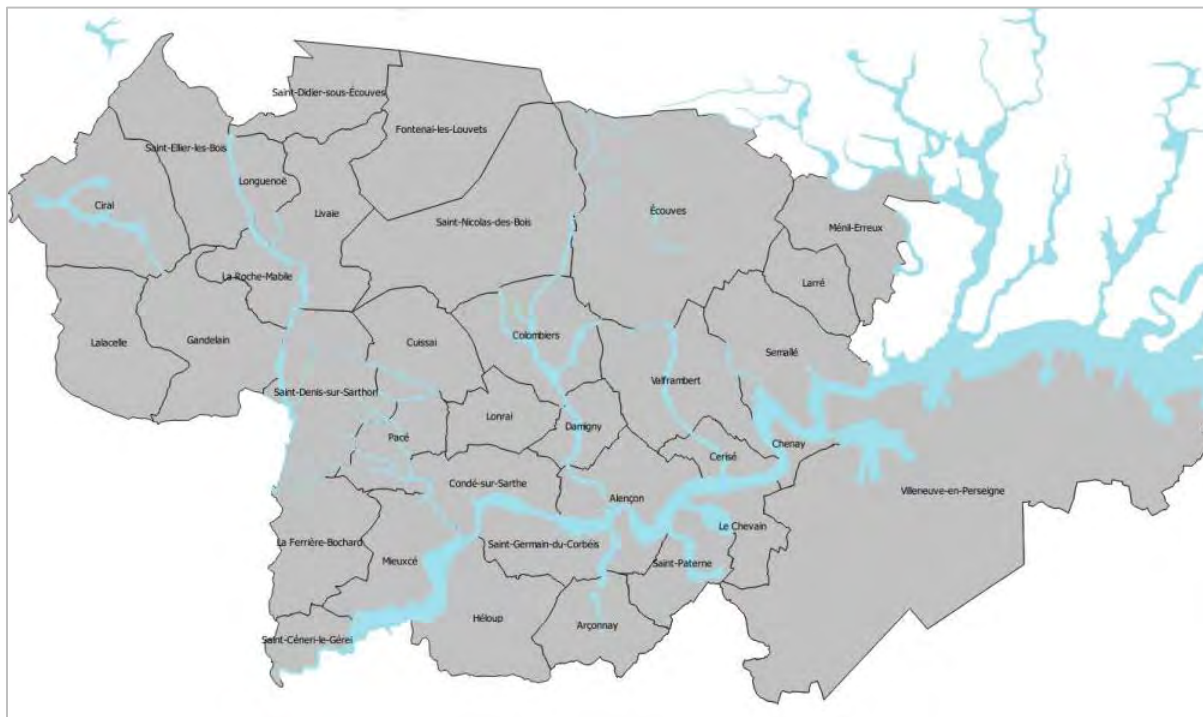 Saint-Didier-sous-Écouves
Fontenai-les-Louvets
Saint-Ellier-les-Bois
Longuenoë
Ciral
Livaie
Saint-Nicolas-des-Bois
Écouves
Ménil-Erreux
La Roche-Mabile
Larré
Lalacelle
Gandelain
Cuissai
Colombiers
Semallé
Valframbert
Saint-Denis-sur-Sarthon
Lonrai
Damigny
Pacé
Cerisé
Chenay
Condé-sur-Sarthe
Alençon
Villeneuve-en-Perseigne
Le Chevain
La Ferrière-Bochard
Saint-Germain-du-Corbéis
Mieuxcé
Saint-Paterne
Héloup
Arçonnay
Saint-Céneri-le-Gérei